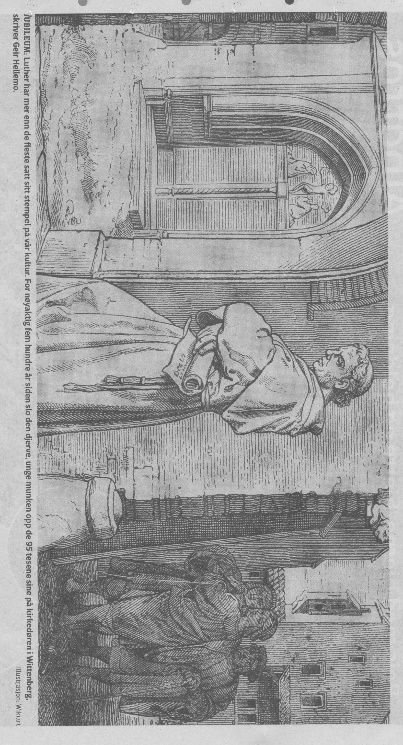 JUBILEUM: Luther har mer enn de fleste satt sitt stempel på vår kultur. For nøyaktig fem hundre år siden slo den djerve, unge munken opp de 95 tesene sine på kirkedøren i Wittenberg,
skriver Geir Hellemo.